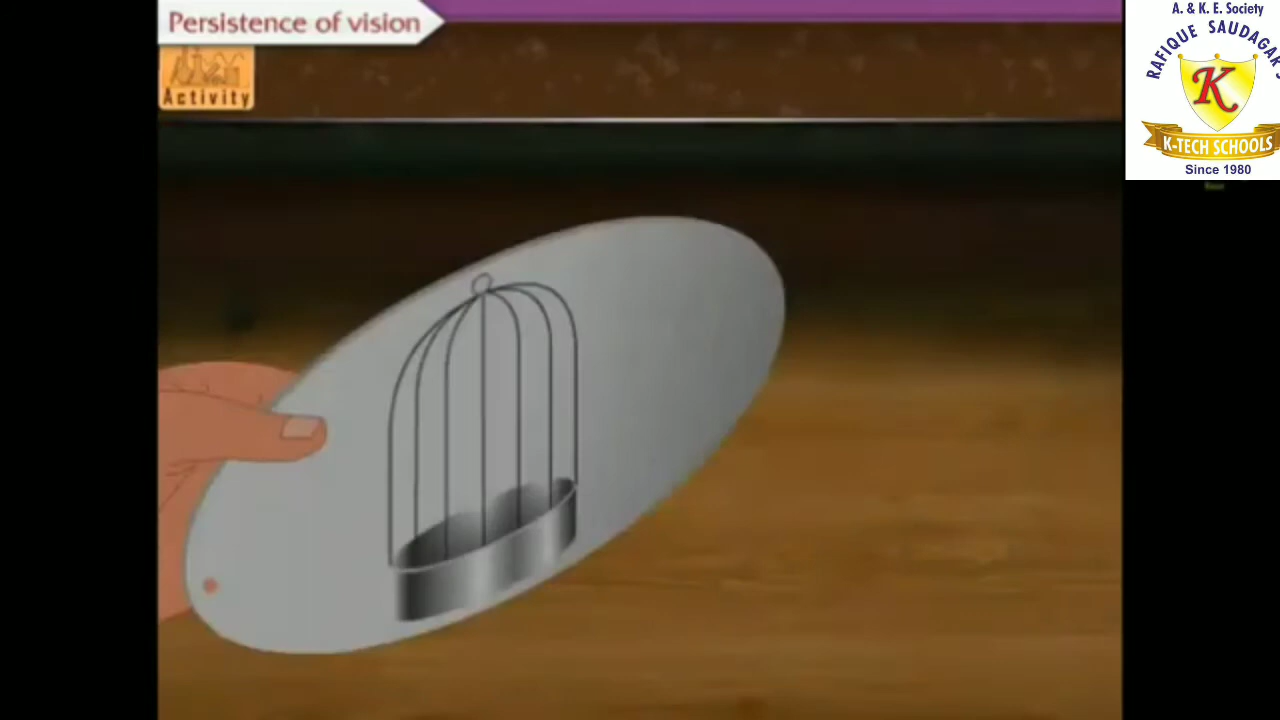 Persistence of vision
Activity
A. & K. E. Society
RAFIQUE SAUDAGAR'S
K
K-TECH SCHOOLS
Since 1980